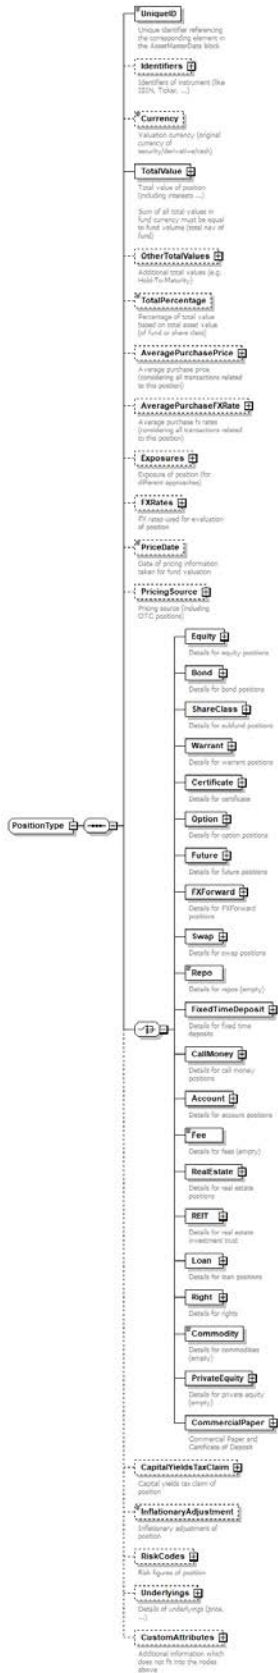 UniqueID
Unique identifier referencing
the corresponding element in
the AssetMasterData block
Identifiers
Identifiers of instrument (like
ISIN, Ticker, ...)
Currency
Valuation currency (original
currency of
security/derivative/cash)
TotalValue
Total value of position
(including interests ...)
Sum of all total values in
fund currency must be equal
to fund volume (total nav of
fund)
OtherTotalValues
Additional total values (e.g.
Hold-To-Maturity)
TotalPercentage
Percentage of total value
based on total asset value
(of fund or share class)
AveragePurchasePrice
Average purchase price
(considering all transactions related
to this position)
AveragePurchaseFXRate
Average purchase fx rates
(considering all transactions related
to this position)
Exposures
Exposure of position (for
different approaches)
FXRates
FX rates used for evaluation
of position
PriceDate
Date of pricing information
taken for fund valuation
PricingSource
Pricing source (including
OTC positions)
Equity
Details for equity positions
Bond
Details for bond positions
ShareClass
Details for subfund positions
Warrant
Details for warrant positions
Certificate
Details for certificate
PositionType
Option
Details for option positions
Future
Details for future positions
FXForward
Details for FXForward
positions
Swap
Details for swap positions
Repo
Details for repos (empty)
FixedTimeDeposit
Details for fixed time
deposits
CallMoney
Details for call money
positions
Account
Details for account positions
Fee
Details for fees (empty)
RealEstate
Details for real estate
positions
REIT
Details for real estate
investment trust
Loan
Details for loan positions
Right
Details for rights
Commodity
Details for commodities
(empty)
PrivateEquity
Details for private equity
(empty)
CommercialPaper
Commercial Paper and
Certificate of Deposit
CapitalYieldsTaxClaim
Capital yields tax claim of
position
InflationaryAdjustment
Inflationary adjustment of
position
RiskCodes
Risk figures of position
Underlyings
Details of underlyings (price,
...)
CustomAttributes
Additional information which
does not fit into the nodes
above